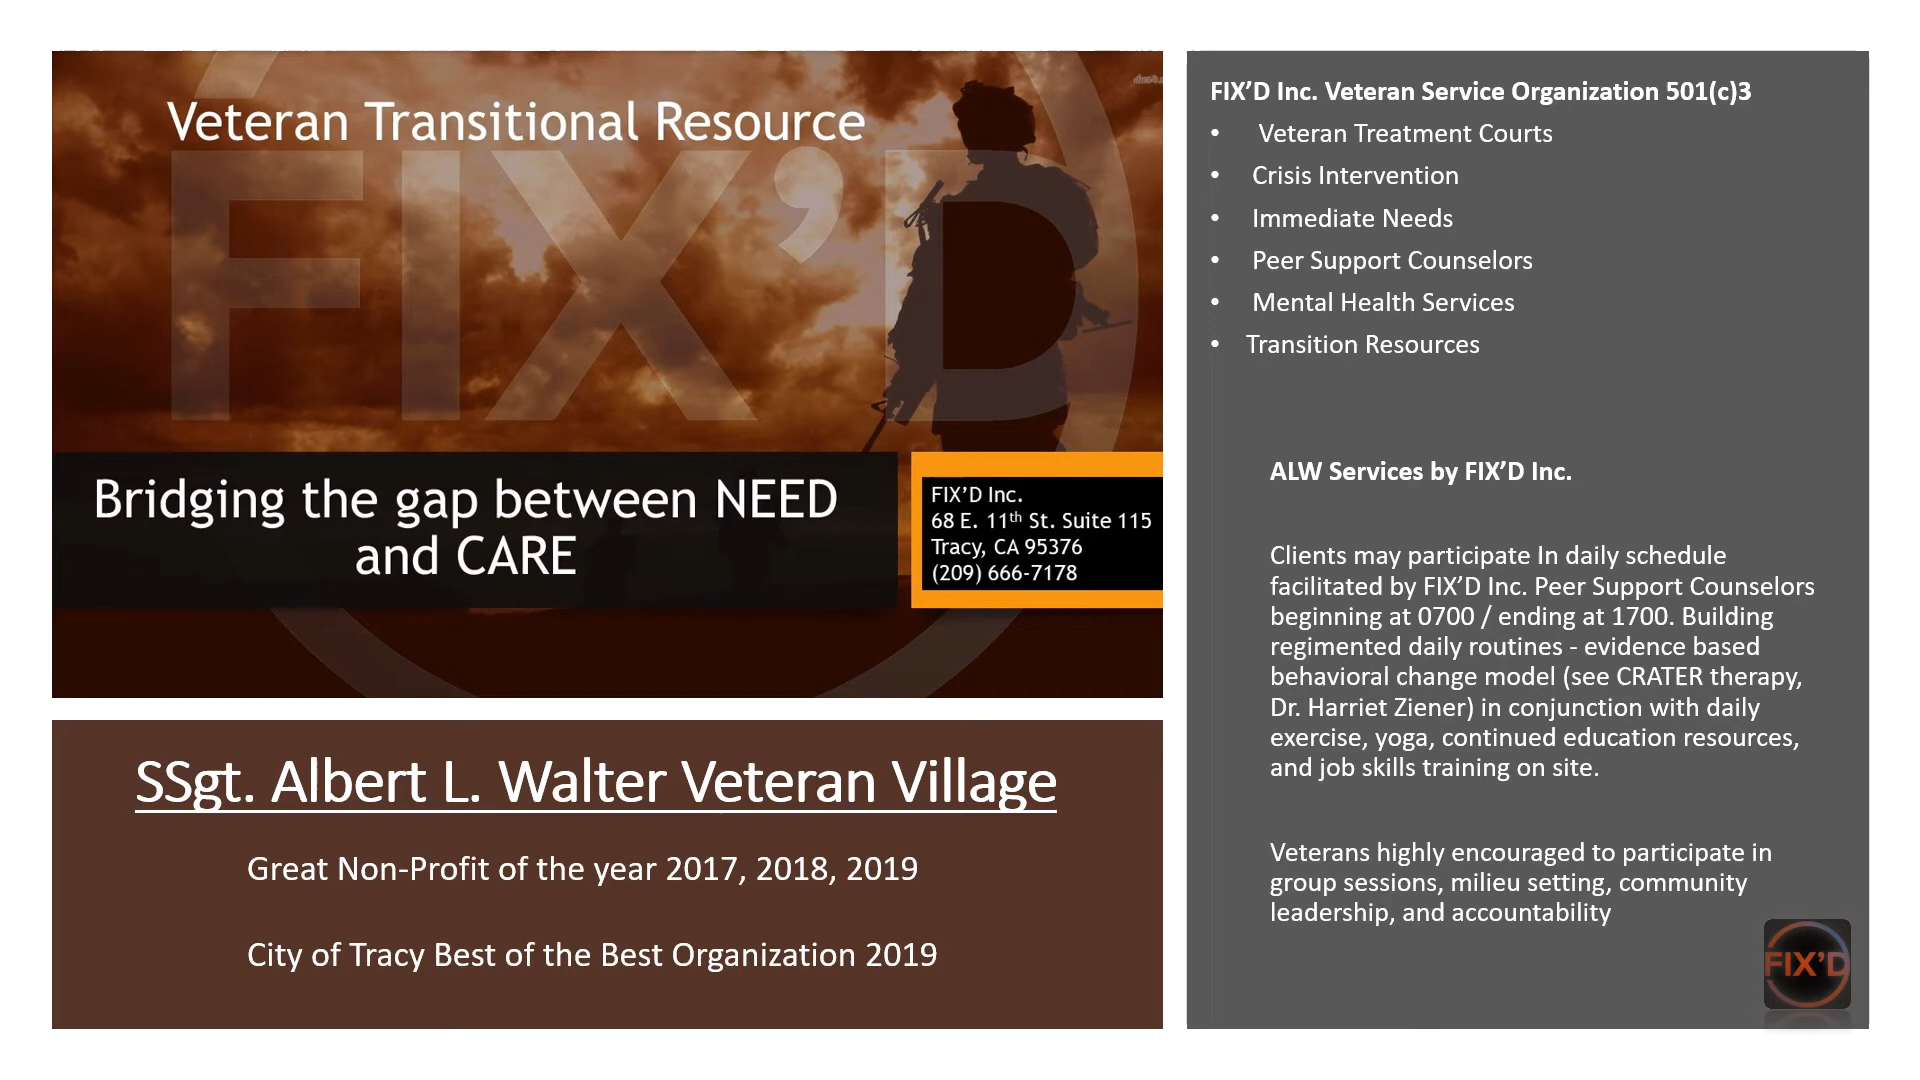 Veteran Transitional Resource
FIX’D
Bridging the gap between NEED
and CARE
FIX’D Inc.
68 E. 11th St. Suite 115
Tracy, CA 95376
(209) 666-7178
SSgt. Albert L. Walter Veteran Village
Great Non-Profit of the year 2017, 2018, 2019
City of Tracy Best of the Best Organization 2019
FIX’D Inc. Veteran Service Organization 501(c)3
• Veteran Treatment Courts
• Crisis Intervention
• Immediate Needs
• Peer Support Counselors
• Mental Health Services
• Transition Resources
ALW Services by FIX’D Inc.
Clients may participate In daily schedule
facilitated by FIX’D Inc. Peer Support Counselors
beginning at 0700 / ending at 1700. Building
regimented daily routines - evidence based
behavioral change model (see CRATER therapy,
Dr. Harriet Ziener) in conjunction with daily
exercise, yoga, continued education resources,
and job skills training on site.
Veterans highly encouraged to participate in
group sessions, milieu setting, community
leadership, and accountability
FIX’D